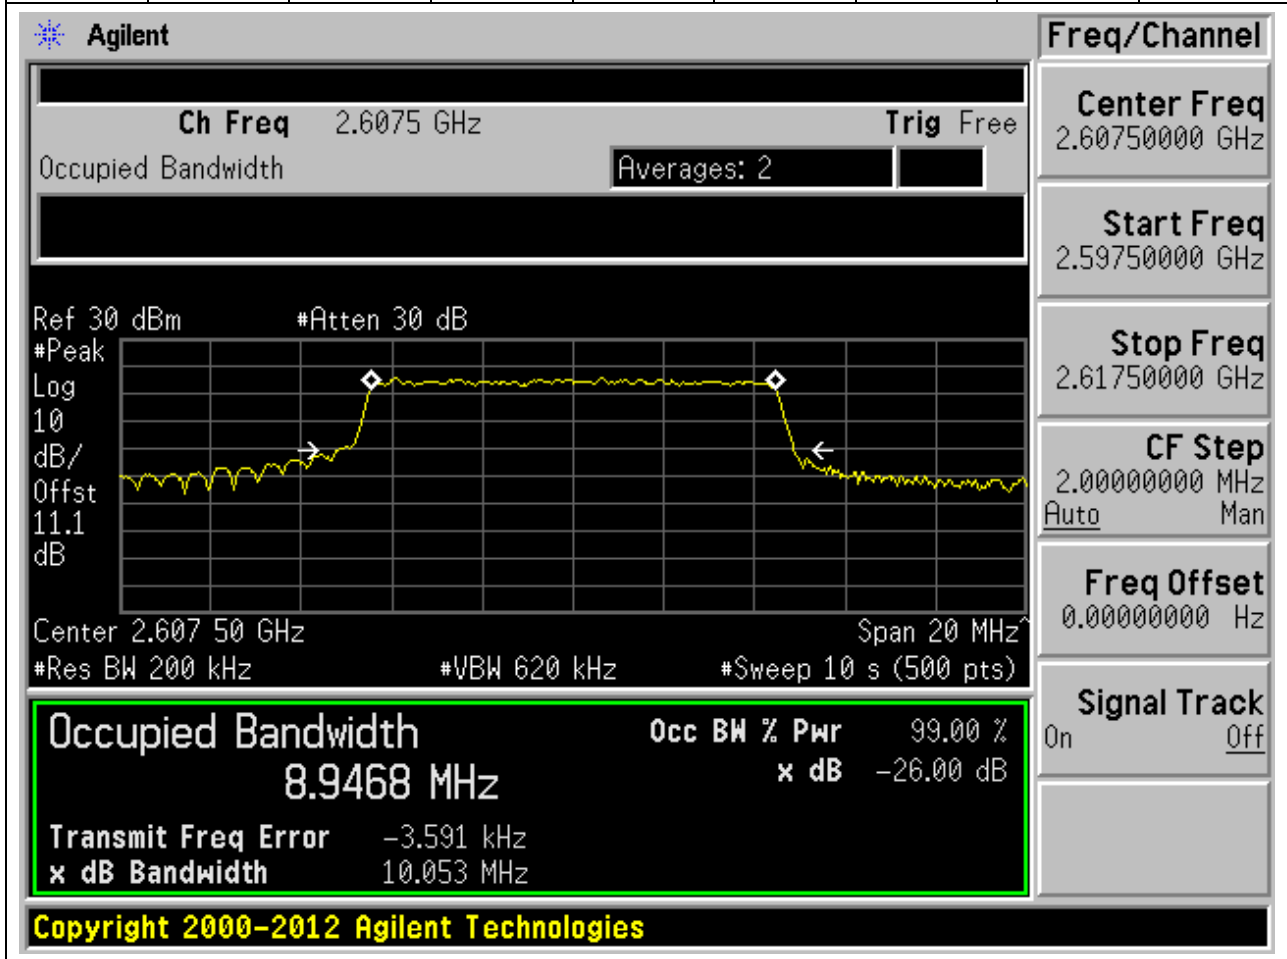 Agilent
Freq/Channel
Ch Freq 2.6075 GHz Trig Free
Occupied Bandwidth Averages: 2
Center Freq
2.60750000 GHz
Start Freq
2.59750000 GHz
Stop Freq
2.61750000 GHz
CF Step
2.00000000 MHz
Auto Man
Freq Offset
0.00000000 Hz
Signal Track
On Off
Ref 30 dBm #Atten 30 dB
#Peak
Log
10
dB/
Offst
11.1
dB
Center 2.607 50 GHz Span 20 MHz^
#Res BW 200 kHz #VBW 620 kHz #Sweep 10 s (500 pts)
Occupied Bandwidth Occ BW % Pwr 99.00 %
8.9468 MHz x dB -26.00 dB
Transmit Freq Error -3.591 kHz
x dB Bandwidth 10.053 MHz
Copyright 2000-2012 Agilent Technologies